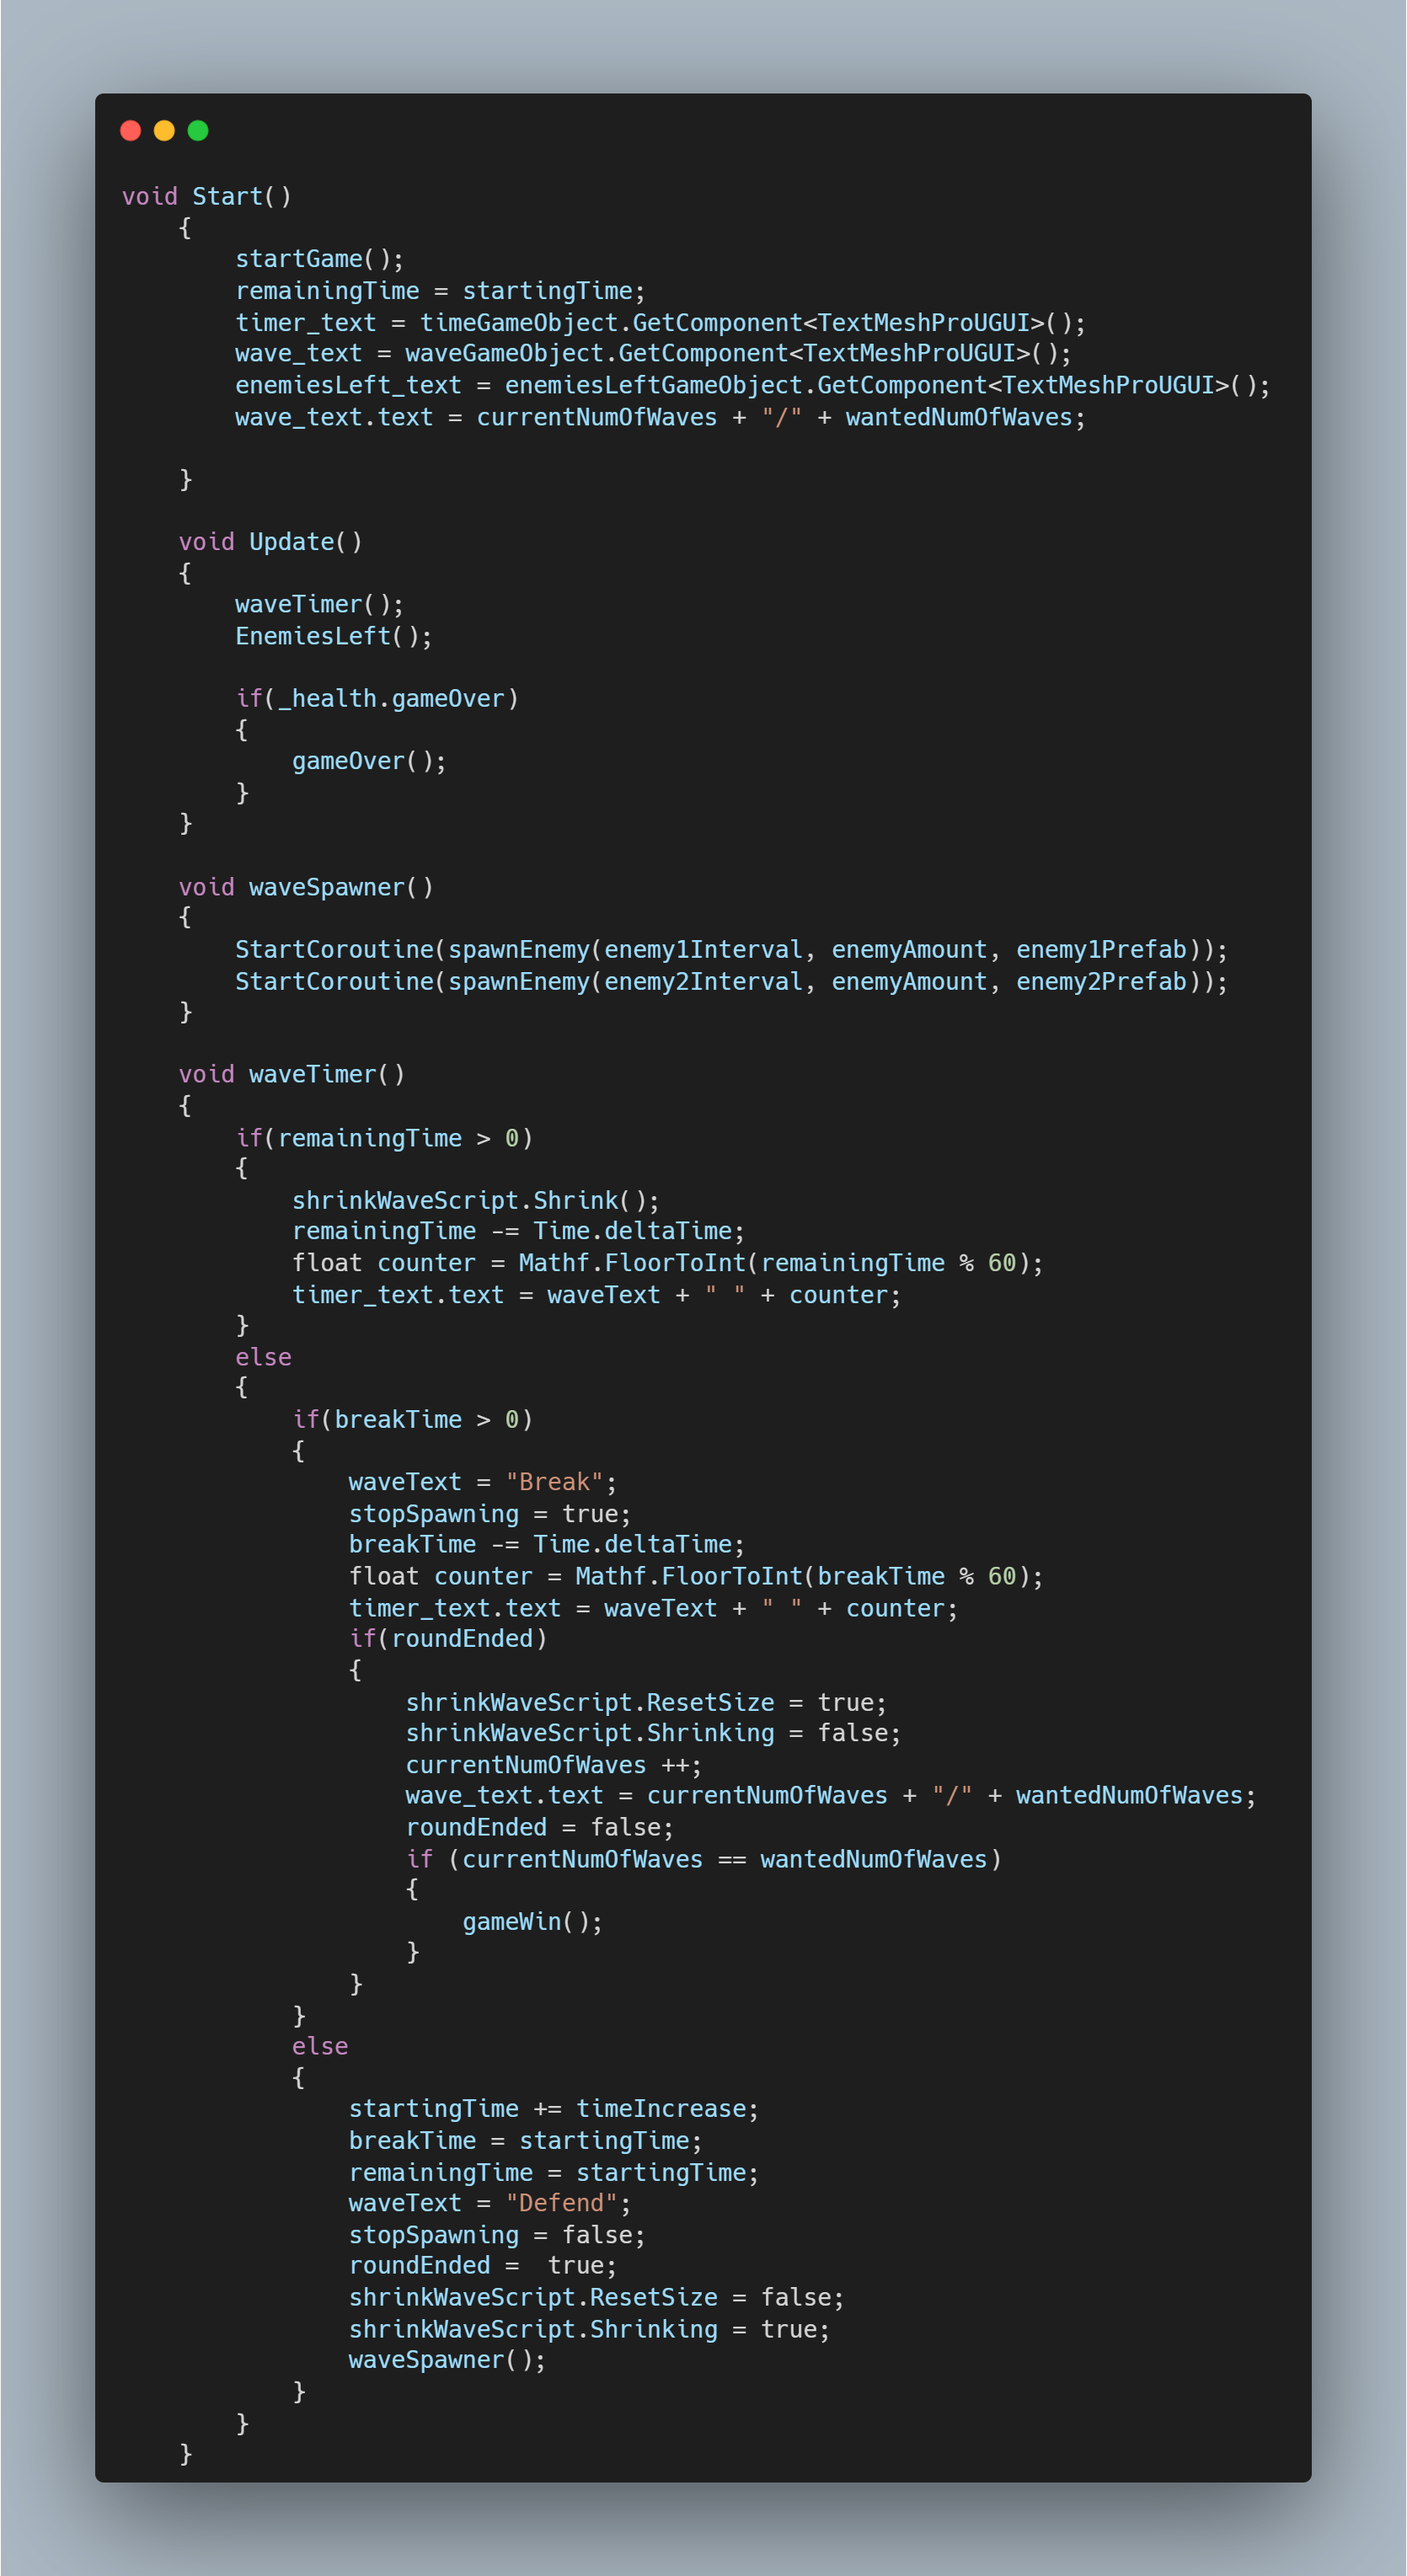 void Start()
    {
        startGame();
        remainingTime = startingTime;
        timer_text = timeGameObject.GetComponent<TextMeshProUGUI>();
        wave_text = waveGameObject.GetComponent<TextMeshProUGUI>();
        enemiesLeft_text = enemiesLeftGameObject.GetComponent<TextMeshProUGUI>();
        wave_text.text = currentNumOfWaves + "/" + wantedNumOfWaves;

    }

    void Update()
    {
        waveTimer();
        EnemiesLeft();

        if(_health.gameOver)
        {
            gameOver();
        }
    }

    void waveSpawner()
    {
        StartCoroutine(spawnEnemy(enemy1Interval, enemyAmount, enemy1Prefab));
        StartCoroutine(spawnEnemy(enemy2Interval, enemyAmount, enemy2Prefab));
    }

    void waveTimer()
    {
        if(remainingTime > 0)
        {
            shrinkWaveScript.Shrink();
            remainingTime -= Time.deltaTime;
            float counter = Mathf.FloorToInt(remainingTime % 60);
            timer_text.text = waveText + " " + counter;
        }
        else
        {
            if(breakTime > 0)
            {
                waveText = "Break";
                stopSpawning = true;
                breakTime -= Time.deltaTime;
                float counter = Mathf.FloorToInt(breakTime % 60);
                timer_text.text = waveText + " " + counter;
                if(roundEnded)
                {
                    shrinkWaveScript.ResetSize = true;
                    shrinkWaveScript.Shrinking = false;
                    currentNumOfWaves ++;
                    wave_text.text = currentNumOfWaves + "/" + wantedNumOfWaves;
                    roundEnded = false;
                    if (currentNumOfWaves == wantedNumOfWaves)
                    {
                        gameWin();
                    }
                }
            }
            else
            {
                startingTime += timeIncrease;
                breakTime = startingTime;
                remainingTime = startingTime;
                waveText = "Defend";
                stopSpawning = false;
                roundEnded =  true;
                shrinkWaveScript.ResetSize = false;
                shrinkWaveScript.Shrinking = true;
                waveSpawner();
            }
        }
    }